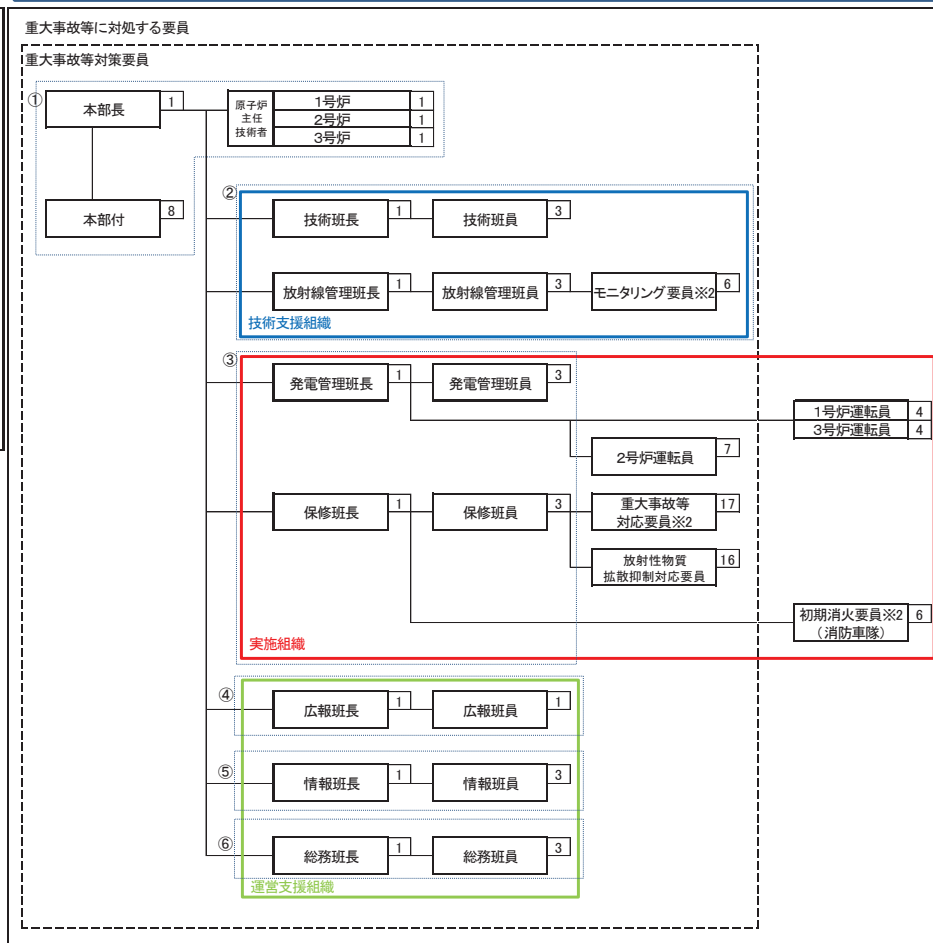 重大事故等に対処する要員
重大事故等対策要員
①
本部長
1
原子炉
主任
技術者
1号炉
1
2号炉
1
3号炉
1
本部付
8
②
技術班長
1
技術班員
3
放射線管理班長
1
放射線管理班員
3
モニタリング要員※2
6
技術支援組織
③
発電管理班長
1
発電管理班員
3
1号炉運転員
4
3号炉運転員
4
2号炉運転員
7
保修班長
1
保修班員
3
重大事故等
対応要員※2
17
放射性物質
拡散抑制対応要員
16
初期消火要員※2
(消防車隊)
6
実施組織
④
広報班長
1
広報班員
1
⑤
情報班長
1
情報班員
3
⑥
総務班長
1
総務班員
3
運営支援組織